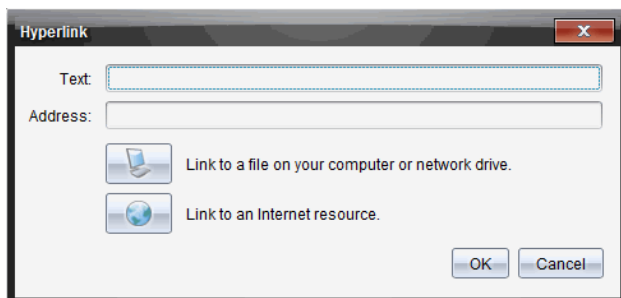 Hyperlink
Text:
Address:
Link to a file on your computer or network drive.
Link to an Internet resource.
OK Cancel